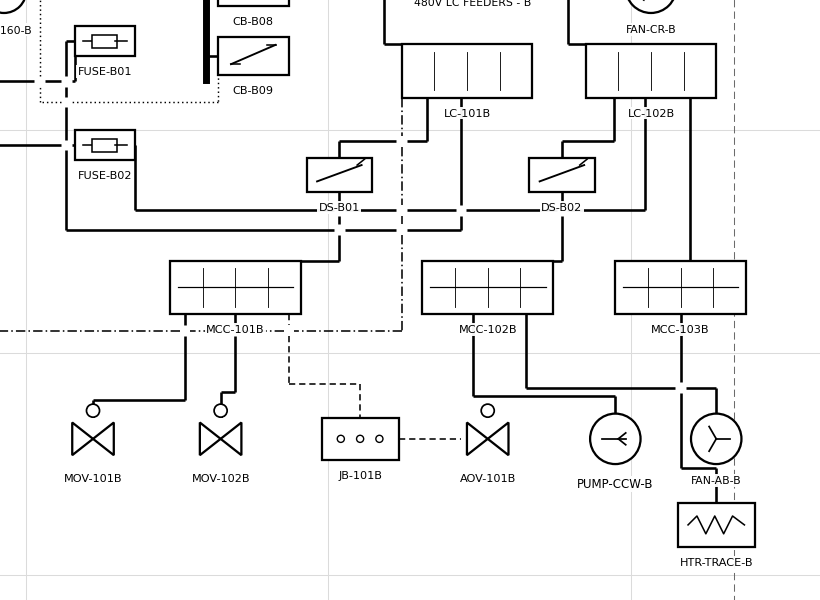 480V LC FEEDERS - B
CB-B08
160-B
FAN-CR-B
FUSE-B01
CB-B09
LC-101B
LC-102B
FUSE-B02
DS-B01
DS-B02
MCC-101B
MCC-102B
MCC-103B
MOV-101B
MOV-102B
JB-101B
AOV-101B
PUMP-CCW-B
FAN-AB-B
HTR-TRACE-B